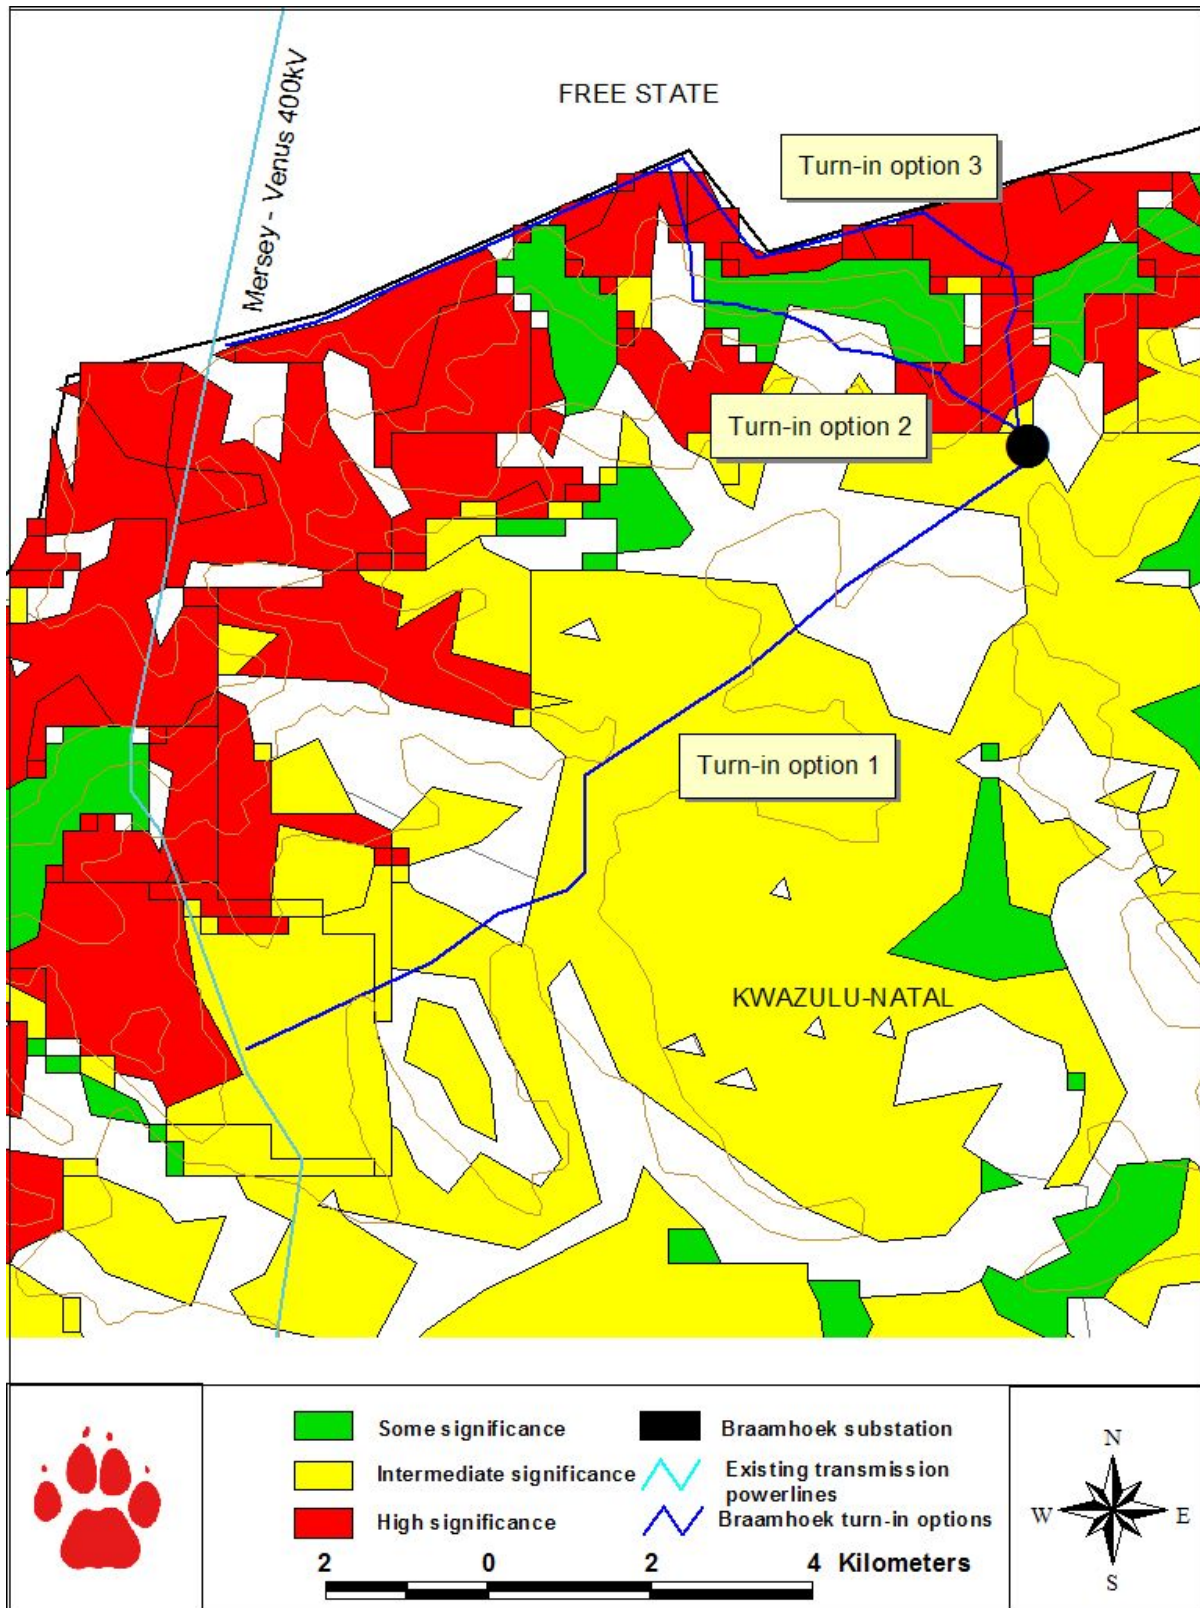 FREE STATE
Mersey - Venus 400kV
Turn-in option 3
Turn-in option 2
Turn-in option 1
KWAZULU-NATAL
Some significance
Intermediate significance
High significance
Braamhoek substation
Existing transmission
powerlines
Braamhoek turn-in options
2 0 2 4 Kilometers
N
W E
S